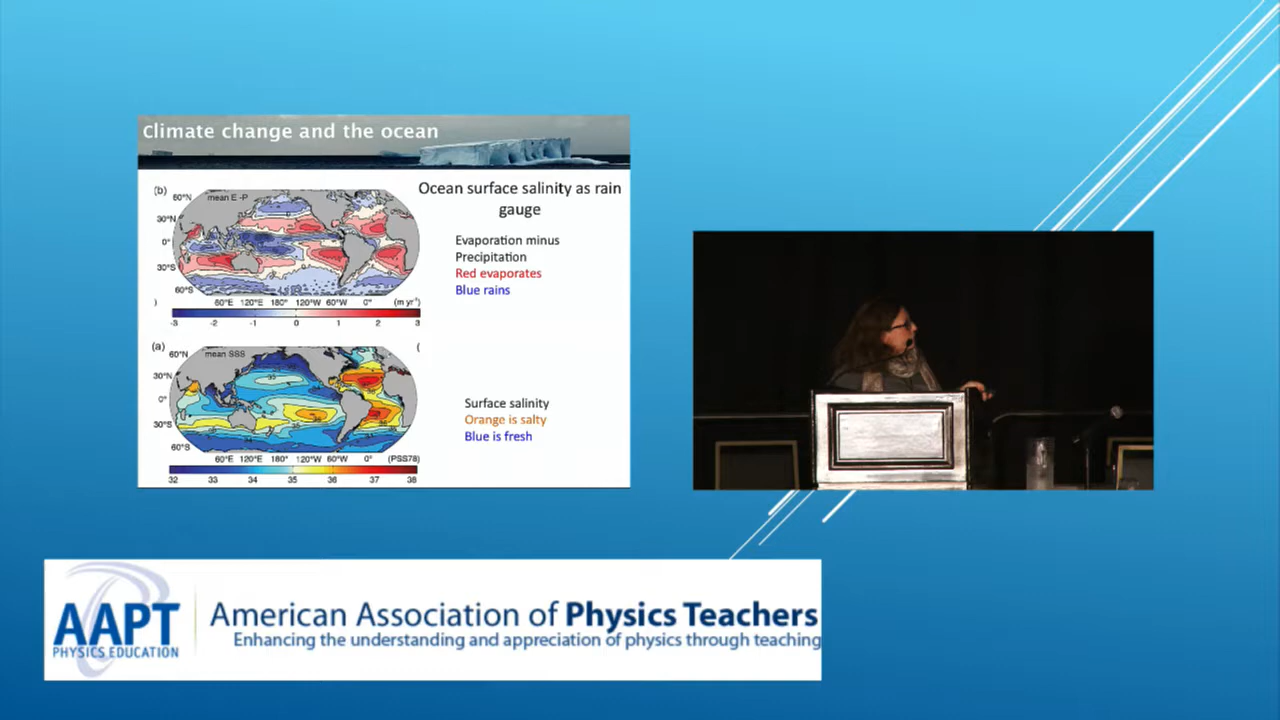 Climate change and the ocean
Ocean surface salinity as rain
gauge
(b)
mean E -P
60°N
30°N
0°
30°S
60°S
60°E 120°E 180° 120°W 60°W 0° (m yr⁻¹)
-3 -2 -1 0 1 2 3
Evaporation minus
Precipitation
Red evaporates
Blue rains
(a)
mean SSS
60°N
30°N
0°
30°S
60°S
60°E 120°E 180° 120°W 60°W 0° (PSS78)
32 33 34 35 36 37 38
Surface salinity
Orange is salty
Blue is fresh
AAPT
PHYSICS EDUCATION
American Association of Physics Teachers
Enhancing the understanding and appreciation of physics through teaching